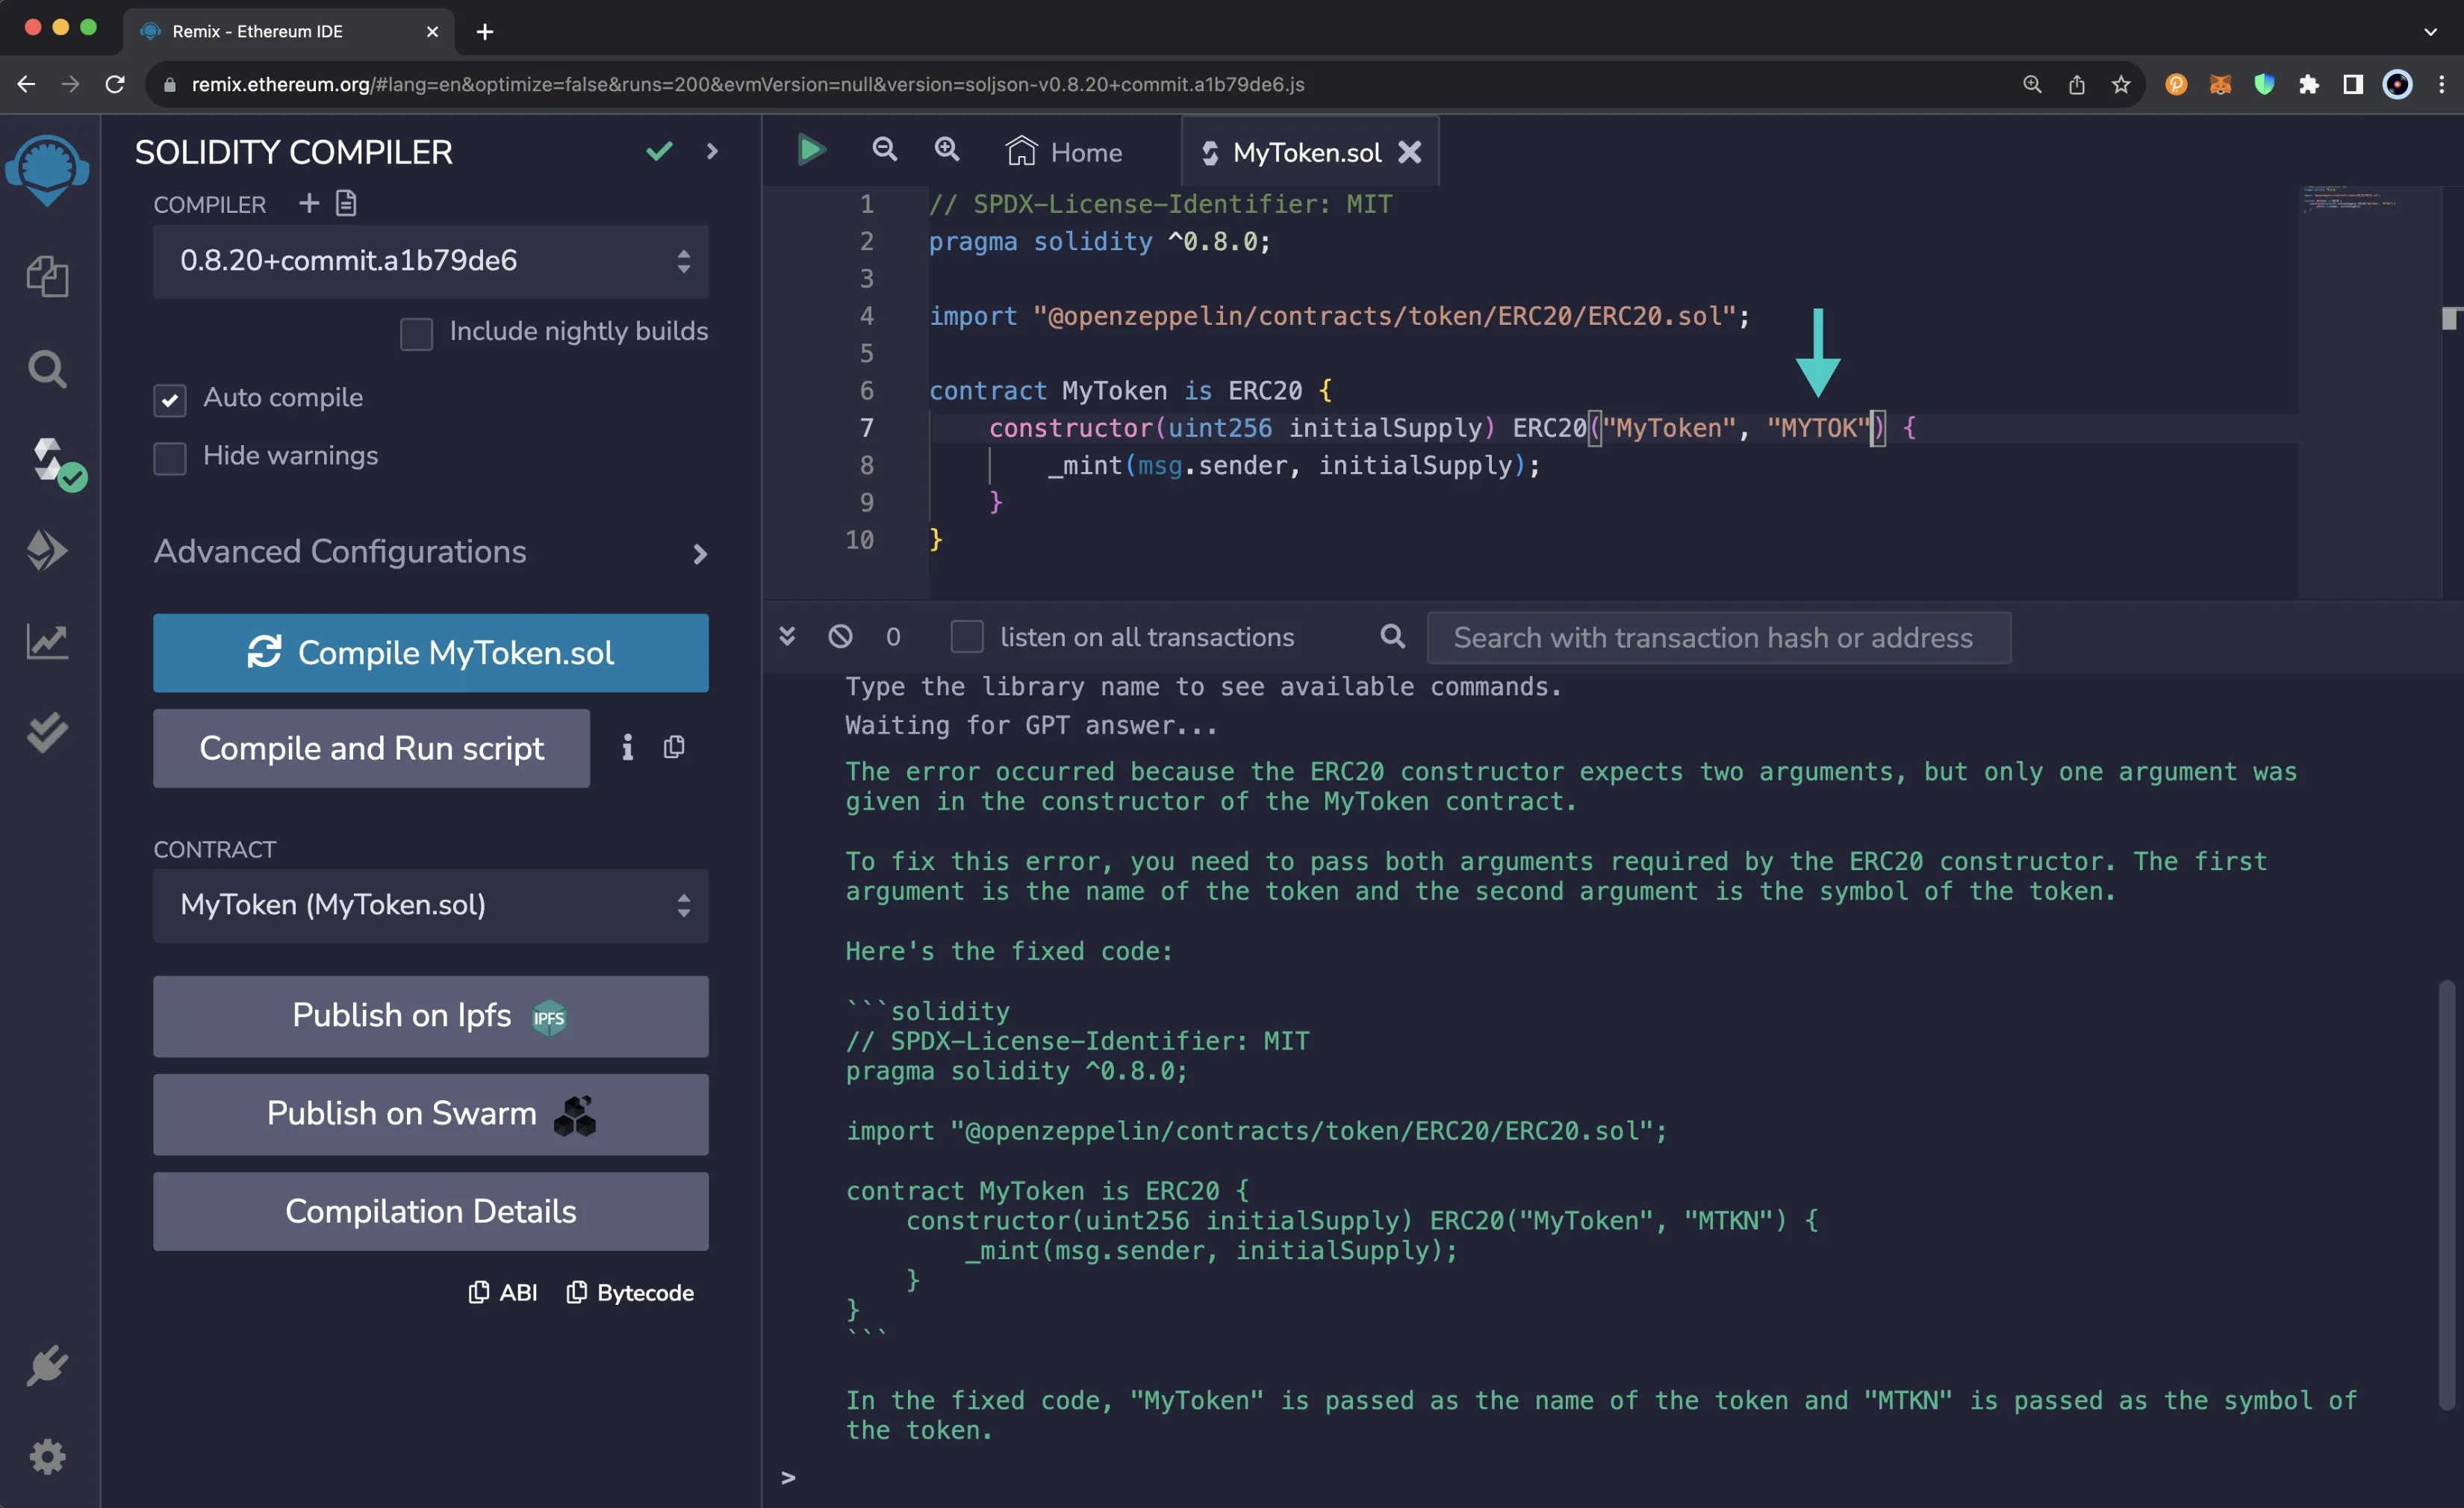 Remix - Ethereum IDE
remix.ethereum.org/#lang=en&optimize=false&runs=200&evmVersion=null&version=soljson-v0.8.20+commit.a1b79de6.js
SOLIDITY COMPILER
COMPILER
0.8.20+commit.a1b79de6
Include nightly builds
Auto compile
Hide warnings
Advanced Configurations
Compile MyToken.sol
Compile and Run script
CONTRACT
MyToken (MyToken.sol)
Publish on Ipfs IPFS
Publish on Swarm
Compilation Details
ABI Bytecode
Home MyToken.sol
1 // SPDX-License-Identifier: MIT
2 pragma solidity ^0.8.0;
3
4 import "@openzeppelin/contracts/token/ERC20/ERC20.sol";
5
6 contract MyToken is ERC20 {
7 constructor(uint256 initialSupply) ERC20("MyToken", "MYTOK") {
8 _mint(msg.sender, initialSupply);
9 }
10 }
0 listen on all transactions Search with transaction hash or address
Type the library name to see available commands.
Waiting for GPT answer...
The error occurred because the ERC20 constructor expects two arguments, but only one argument was
given in the constructor of the MyToken contract.
To fix this error, you need to pass both arguments required by the ERC20 constructor. The first
argument is the name of the token and the second argument is the symbol of the token.
Here's the fixed code:
```solidity
// SPDX-License-Identifier: MIT
pragma solidity ^0.8.0;
import "@openzeppelin/contracts/token/ERC20/ERC20.sol";
contract MyToken is ERC20 {
constructor(uint256 initialSupply) ERC20("MyToken", "MTKN") {
_mint(msg.sender, initialSupply);
}
}
```
In the fixed code, "MyToken" is passed as the name of the token and "MTKN" is passed as the symbol of
the token.
>